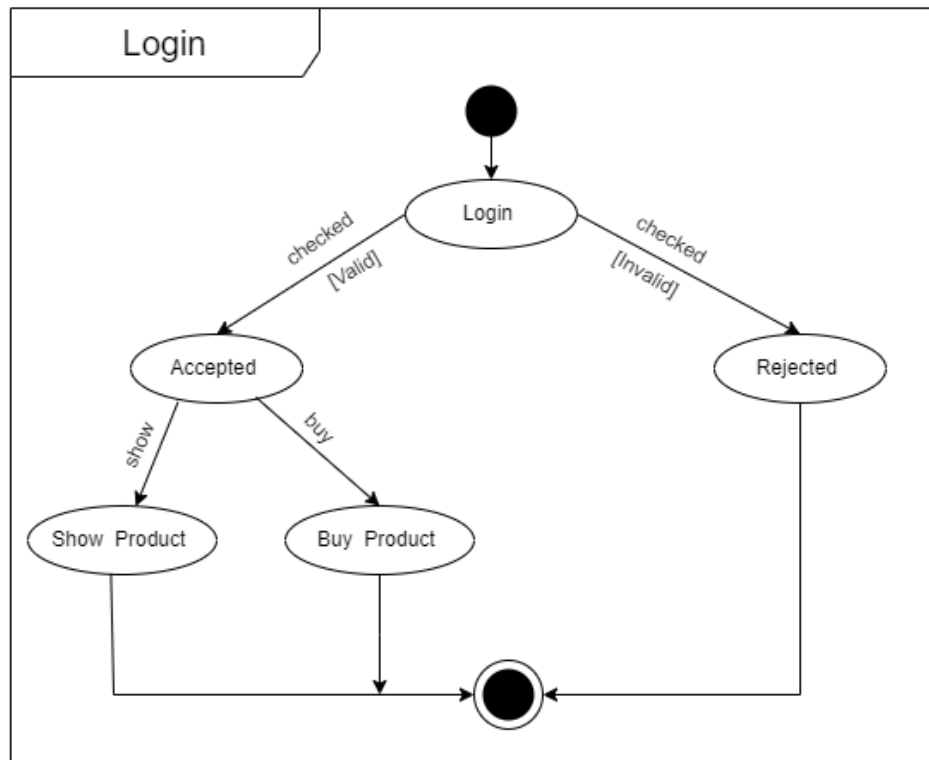 Login
Login
checked
[Valid]
checked
[Invalid]
Accepted
Rejected
show
buy
Show Product
Buy Product